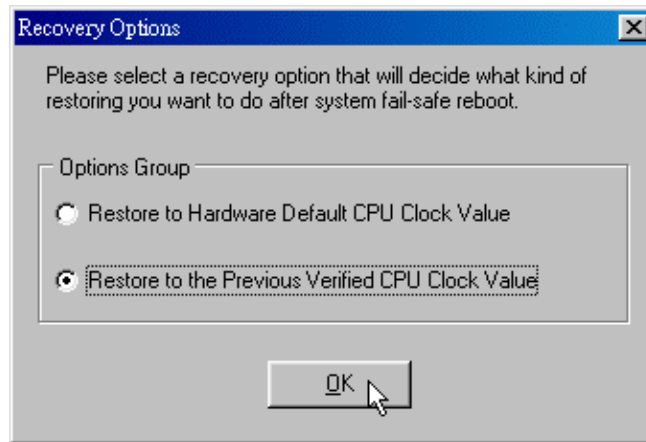 Recovery Options
Please select a recovery option that will decide what kind of
restoring you want to do after system fail-safe reboot.
Options Group
Restore to Hardware Default CPU Clock Value
Restore to the Previous Verified CPU Clock Value
OK